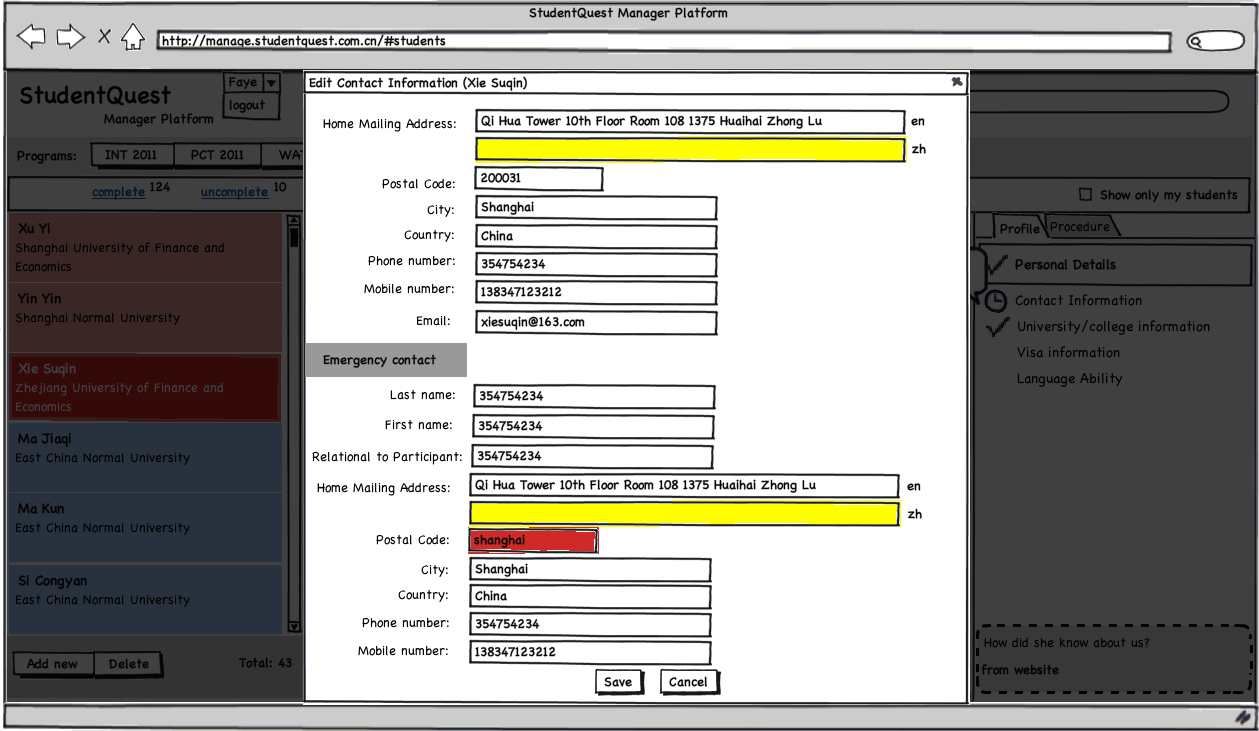 StudentQuest Manager Platform
http://manage.studentquest.com.cn/#students
StudentQuest
Manager Platform
Faye
logout
Programs: INT 2011 PCT 2011 WA
complete 124 uncomplete 10
Show only my students
Xu Yi
Shanghai University of Finance and
Economics
Yin Yin
Shanghai Normal University
Xie Suqin
Zhejiang University of Finance and
Economics
Ma Jiaqi
East China Normal University
Ma Kun
East China Normal University
Si Congyan
East China Normal University
Add new Delete Total: 43
Edit Contact Information (Xie Suqin)
Home Mailing Address: Qi Hua Tower 10th Floor Room 108 1375 Huaihai Zhong Lu en
zh
Postal Code: 200031
City: Shanghai
Country: China
Phone number: 354754234
Mobile number: 138347123212
Email: xiesuqin@163.com
Emergency contact
Last name: 354754234
First name: 354754234
Relational to Participant: 354754234
Home Mailing Address: Qi Hua Tower 10th Floor Room 108 1375 Huaihai Zhong Lu en
zh
Postal Code: shanghai
City: Shanghai
Country: China
Phone number: 354754234
Mobile number: 138347123212
Save Cancel
Profile Procedure
Personal Details
Contact Information
University/college information
Visa information
Language Ability
How did she know about us?
from website